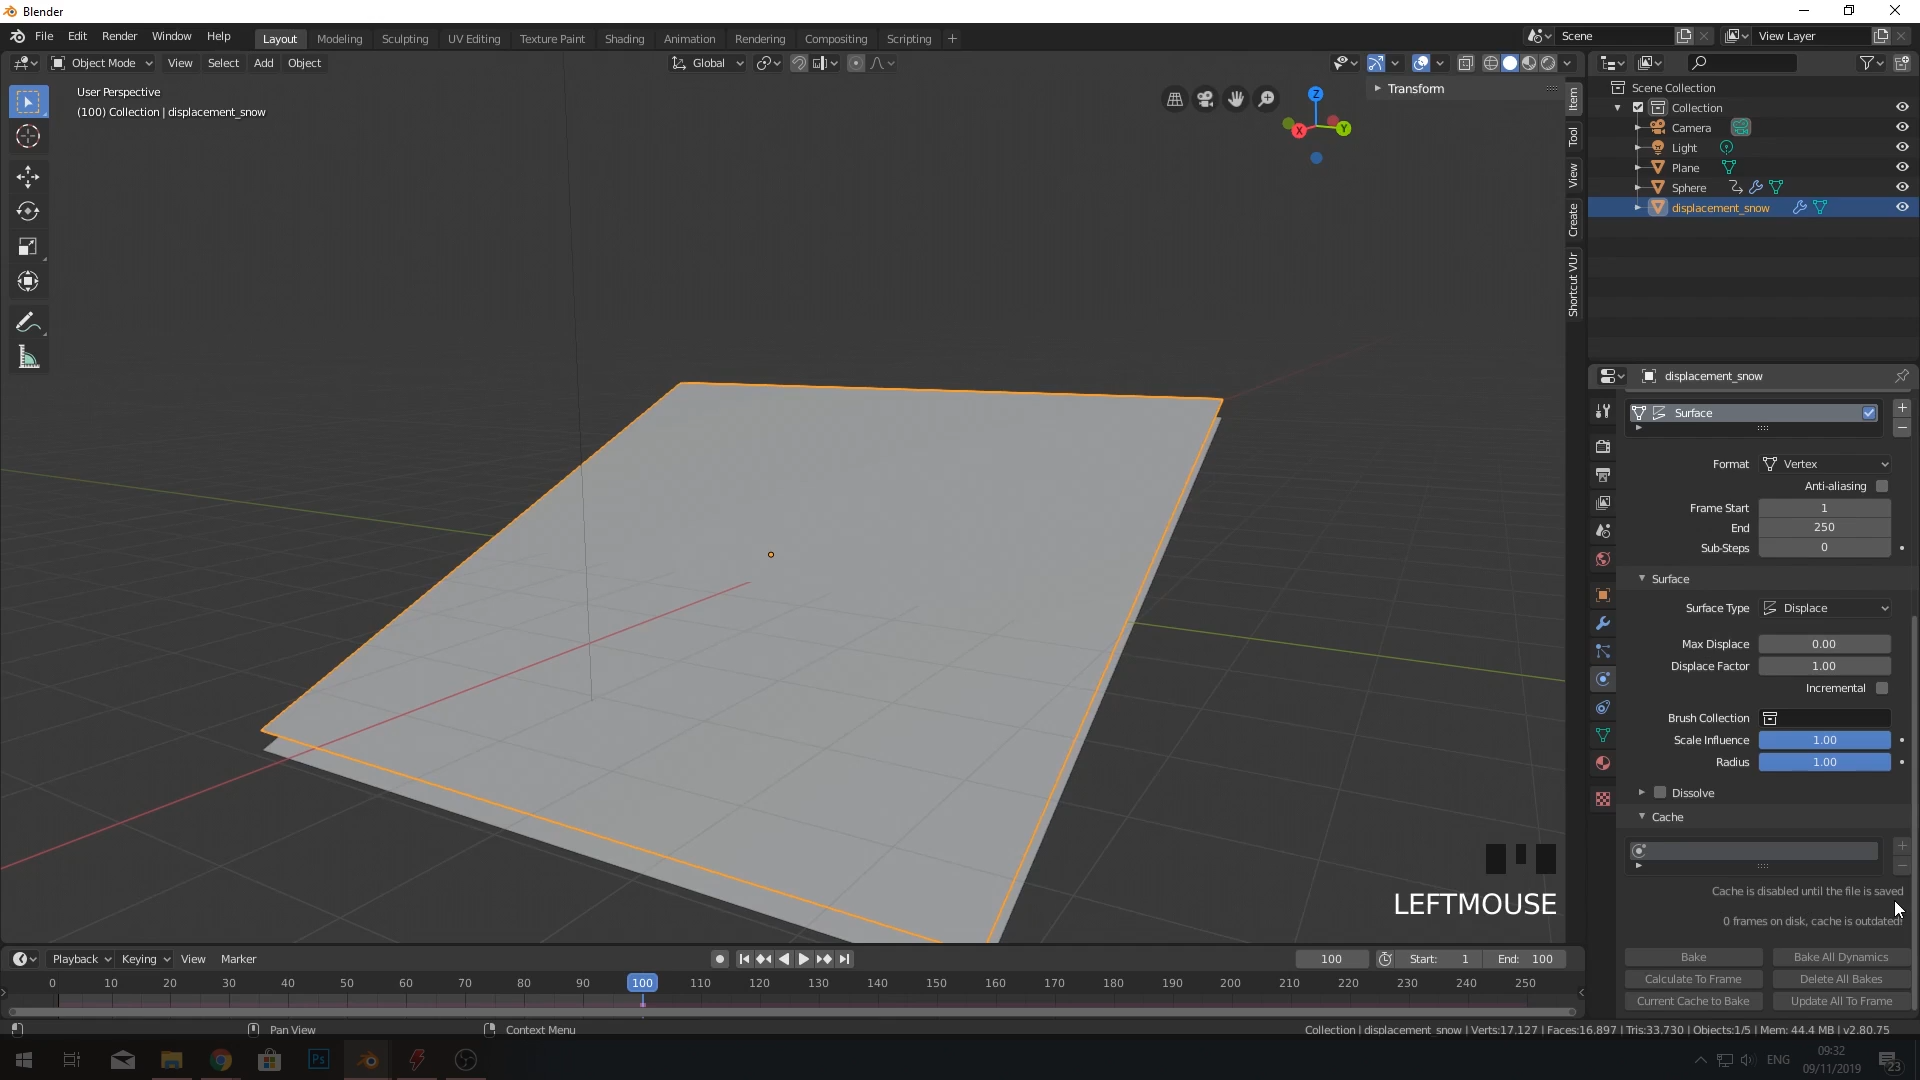 Blender
File Edit Render Window Help
Layout Modeling Sculpting UV Editing Texture Paint Shading Animation Rendering Compositing Scripting +
Scene
View Layer
Object Mode View Select Add Object
Global
User Perspective
(100) Collection | displacement_snow
Z
X
Y
Transform
Item
Tool
View
Create
Shortcut VUr
Scene Collection
Collection
Camera
Light
Plane
Sphere
displacement_snow
displacement_snow
Surface
Format Vertex
Anti-aliasing
Frame Start 1
End 250
Sub-Steps 0
Surface
Surface Type Displace
Max Displace 0.00
Displace Factor 1.00
Incremental
Brush Collection
Scale Influence 1.00
Radius 1.00
Dissolve
Cache
Cache is disabled until the file is saved
0 frames on disk, cache is outdated!
Bake Bake All Dynamics
Calculate To Frame Delete All Bakes
Current Cache to Bake Update All To Frame
LEFTMOUSE
Playback Keying View Marker
100 Start: 1 End: 100
0 10 20 30 40 50 60 70 80 90 100 110 120 130 140 150 160 170 180 190 200 210 220 230 240 250
Pan View Context Menu
Collection | displacement_snow | Verts:17,127 | Faces:16,897 | Tris:33,730 | Objects:1/5 | Mem: 44.4 MB | v2.80.75
Ps
ENG
09:32
09/11/2019
23